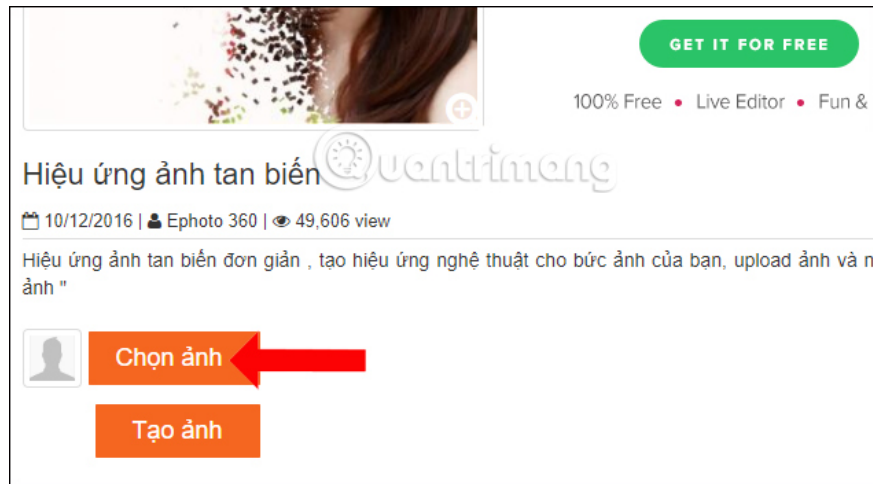 GET IT FOR FREE
100% Free • Live Editor • Fun &
Quantrimang
Hiệu ứng ảnh tan biến
10/12/2016 | Ephoto 360 | 49,606 view
Hiệu ứng ảnh tan biến đơn giản , tạo hiệu ứng nghệ thuật cho bức ảnh của bạn, upload ảnh và
ảnh "
Chọn ảnh
Tạo ảnh